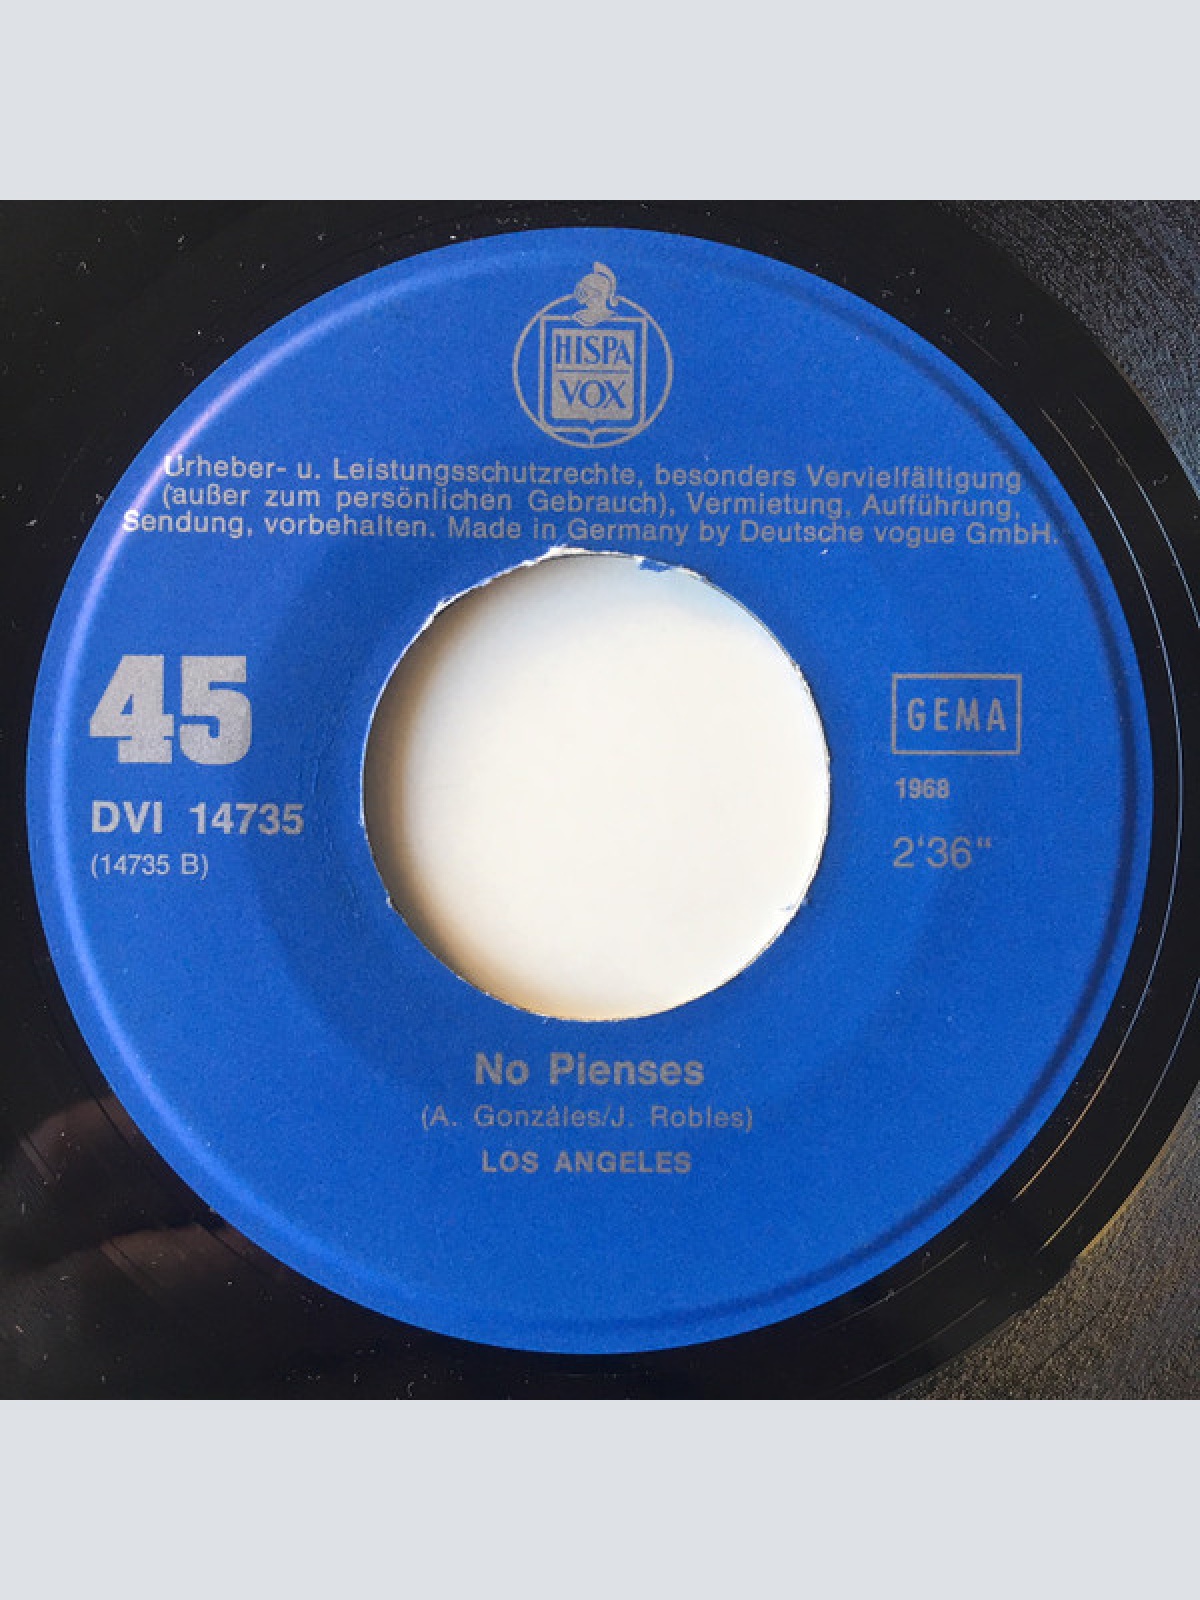 HISPA
VOX
Urheber- u. Leistungsschutzrechte, besonders Vervielfältigung
(außer zum persönlichen Gebrauch), Vermietung, Aufführung,
Sendung, vorbehalten. Made in Germany by Deutsche vogue GmbH.
45
GEMA
1968
DVI 14735
2'36"
(14735 B)
No Pienses
(A. Gonzáles/J. Robles)
LOS ANGELES